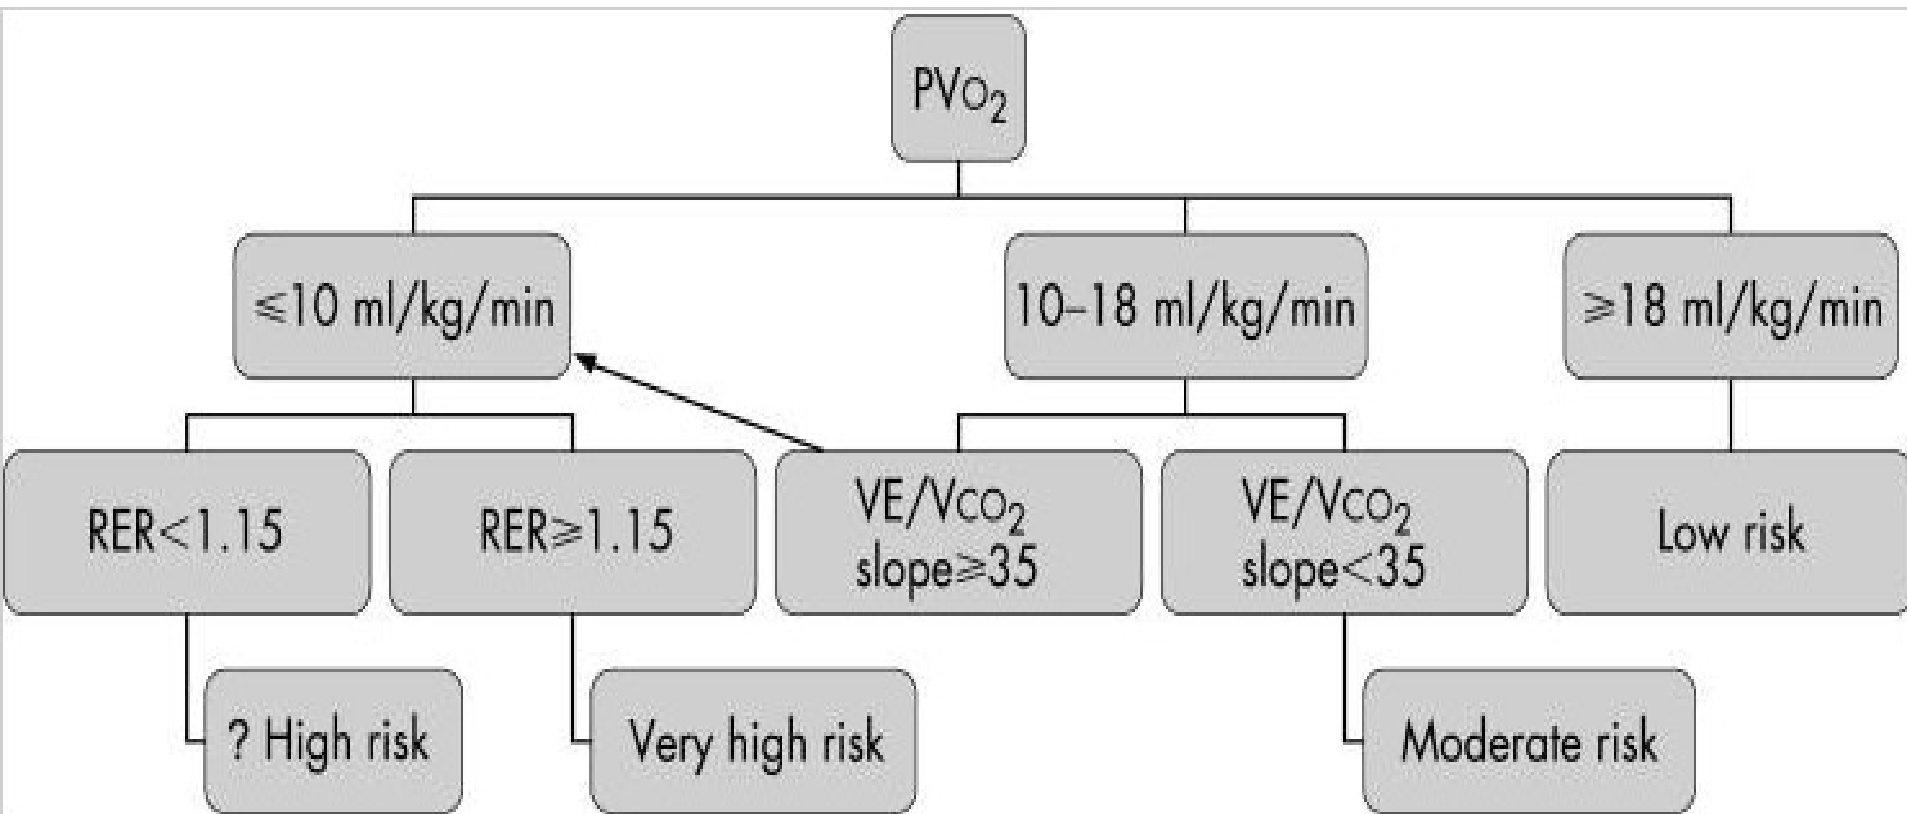 PVO₂
≤10 ml/kg/min
10–18 ml/kg/min
≥18 ml/kg/min
RER<1.15
RER≥1.15
VE/VCO₂
slope≥35
VE/VCO₂
slope<35
Low risk
? High risk
Very high risk
Moderate risk